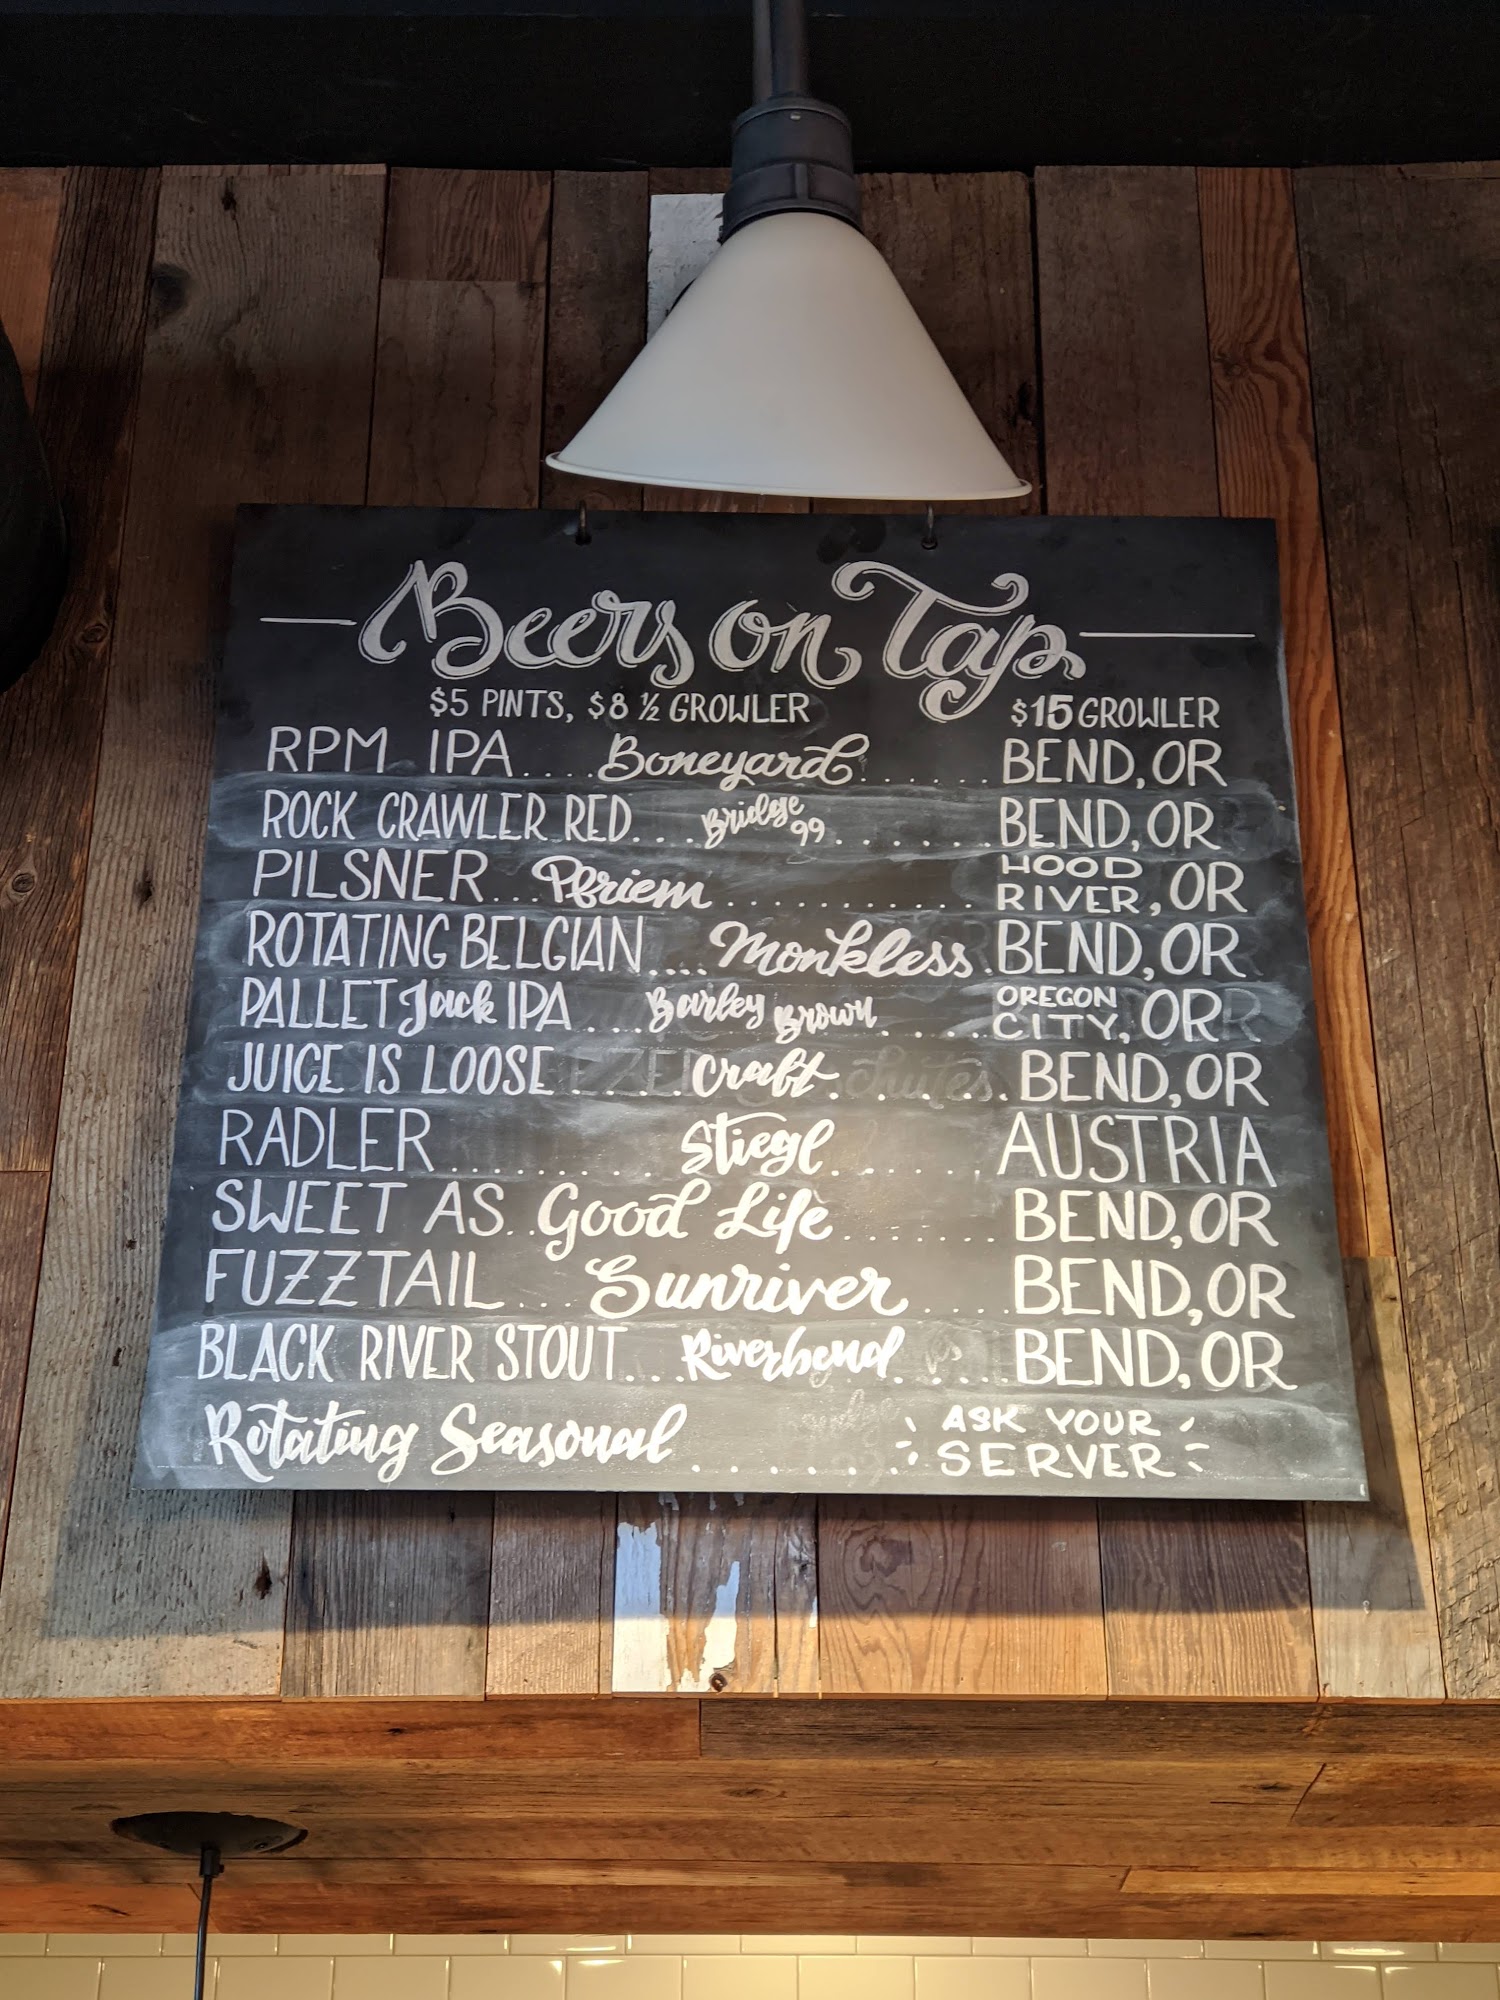 Beers on Tap
$5 PINTS, $8 ½ GROWLER $15 GROWLER
RPM IPA.... Boneyard...... BEND, OR
ROCK CRAWLER RED.... Bridge 99....... BEND, OR
PILSNER... Pfriem............ HOOD RIVER, OR
ROTATING BELGIAN.... Monkless. BEND, OR
PALLET Jack IPA.... Barley Brown...... OREGON CITY, OR
JUICE IS LOOSE...... Craft....... BEND, OR
RADLER......... Stiegl...... AUSTRIA
SWEET AS.. Good Life....... BEND, OR
FUZZTAIL... Sunriver.... BEND, OR
BLACK RIVER STOUT... Riverbend..... BEND, OR
Rotating Seasonal ...... ASK YOUR SERVER